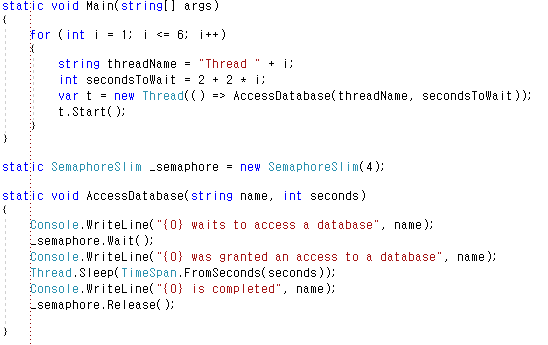 static void Main(string[] args)
{
    for (int i = 1; i <= 6; i++)
    {
        string threadName = "Thread " + i;
        int secondsToWait = 2 + 2 * i;
        var t = new Thread(() => AccessDatabase(threadName, secondsToWait));
        t.Start();
    }
}

static SemaphoreSlim _semaphore = new SemaphoreSlim(4);

static void AccessDatabase(string name, int seconds)
{
    Console.WriteLine("{0} waits to access a database", name);
    _semaphore.Wait();
    Console.WriteLine("{0} was granted an access to a database", name);
    Thread.Sleep(TimeSpan.FromSeconds(seconds));
    Console.WriteLine("{0} is completed", name);
    _semaphore.Release();

}